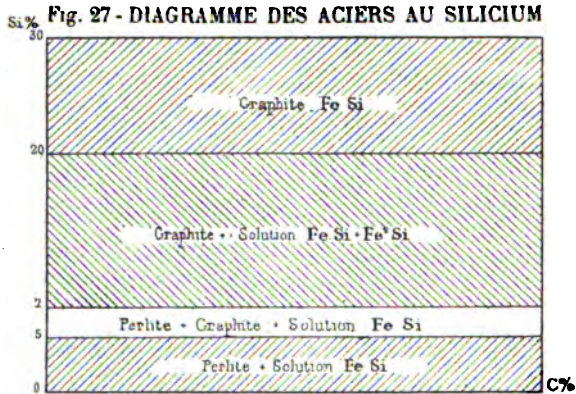 Fig. 27 - DIAGRAMME DES ACIERS AU SILICIUM
Si%
30
Graphite Fe Si
20
Graphite + Solution Fe Si + Fe² Si
7
Perlite + Graphite + Solution Fe Si
5
Perlite + Solution Fe Si
0
C%